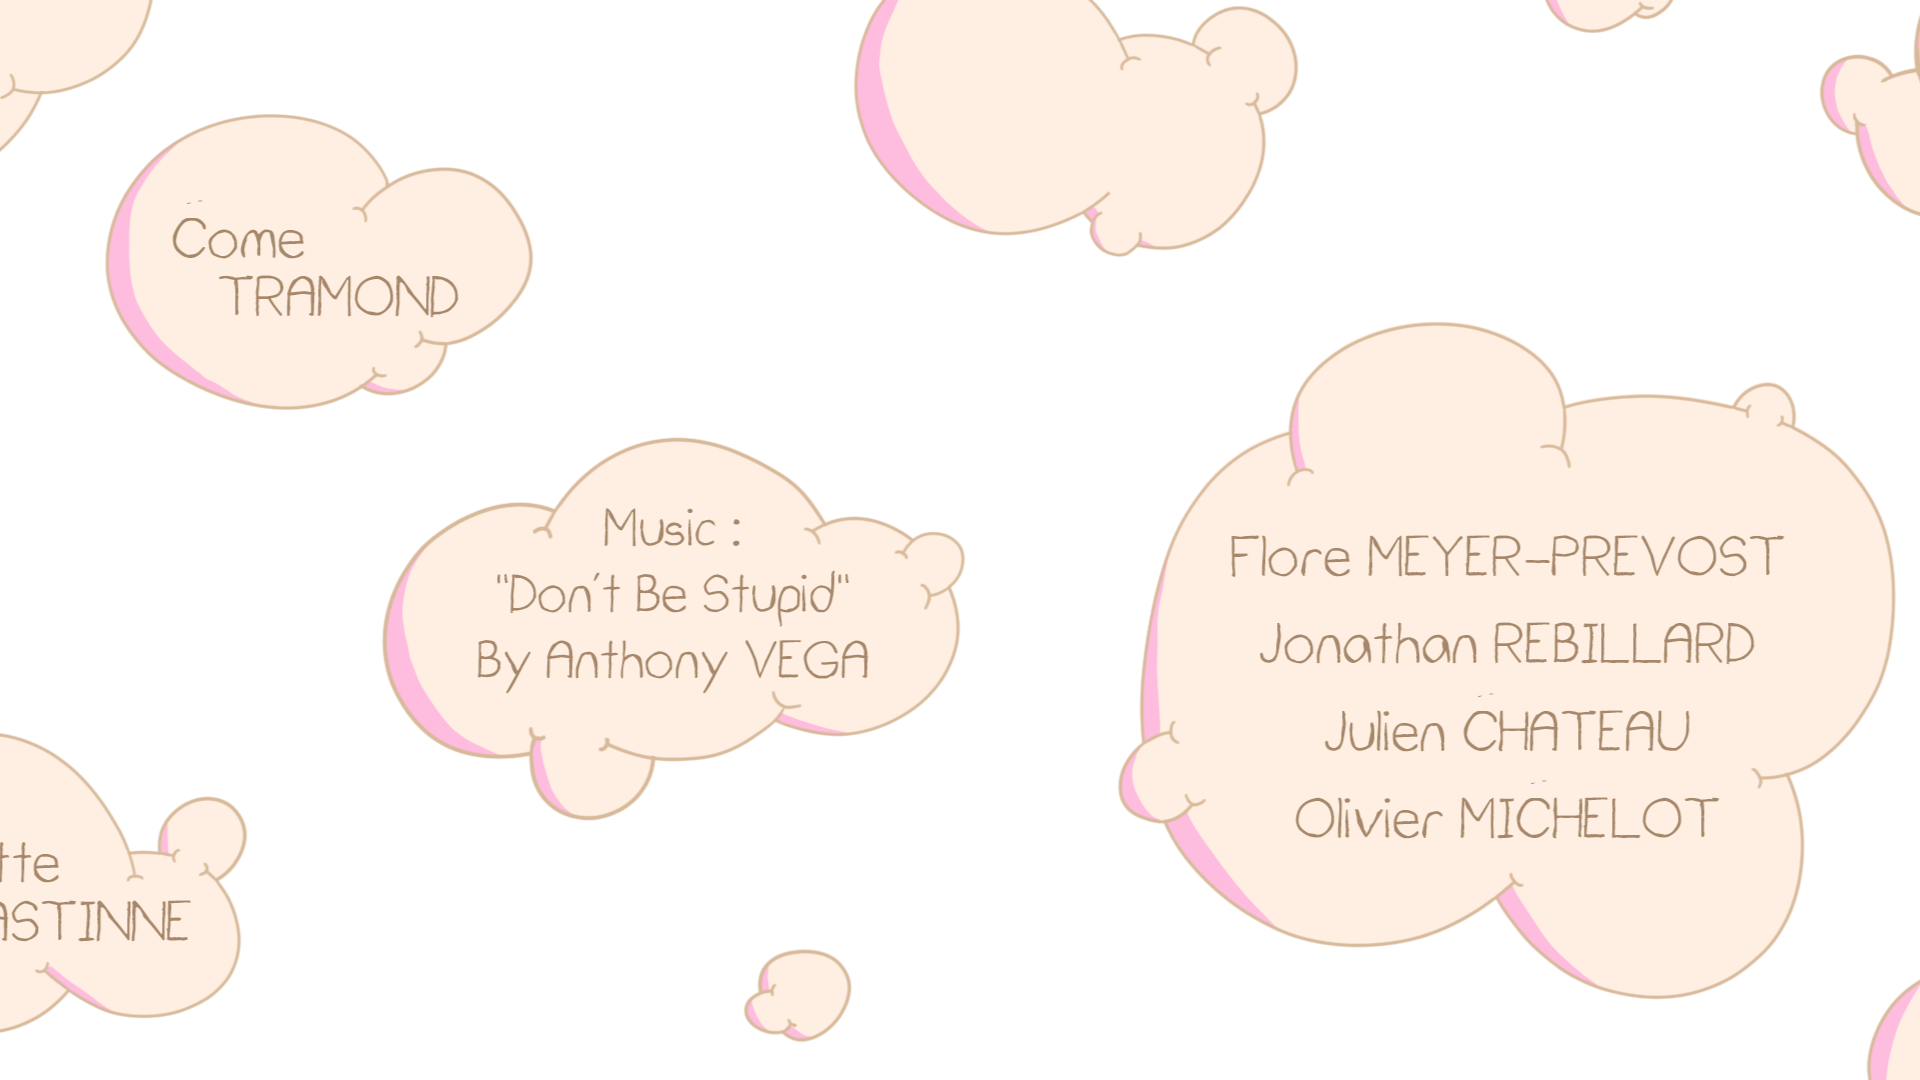 Come
TRAMOND
Music :
"Don't Be Stupid"
By Anthony VEGA
Flore MEYER-PREVOST
Jonathan REBILLARD
Julien CHATEAU
Olivier MICHELOT
tte
ASTINNE